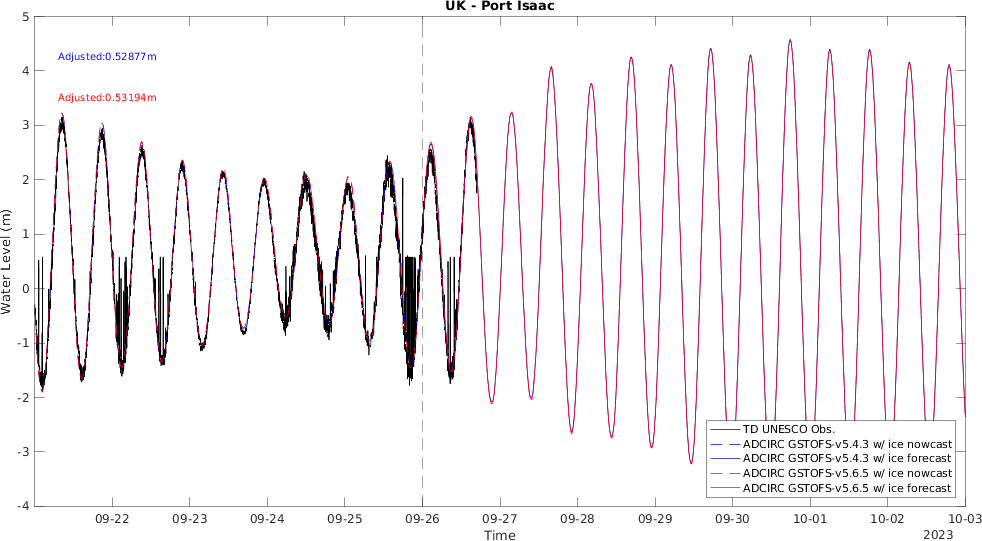 UK - Port Isaac
Adjusted:0.52877m
Adjusted:0.53194m
Water Level (m)
5
4
3
2
1
0
-1
-2
-3
-4
TD UNESCO Obs.
ADCIRC GSTOFS-v5.4.3 w/ ice nowcast
ADCIRC GSTOFS-v5.4.3 w/ ice forecast
ADCIRC GSTOFS-v5.6.5 w/ ice nowcast
ADCIRC GSTOFS-v5.6.5 w/ ice forecast
09-22 09-23 09-24 09-25 09-26 09-27 09-28 09-29 09-30 10-01 10-02 10-03
Time
2023